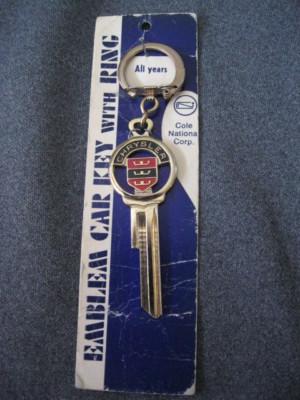 EMBLEM CAR KEY WITH RING
All years
Cole
National
Corp.
CHRYSLER